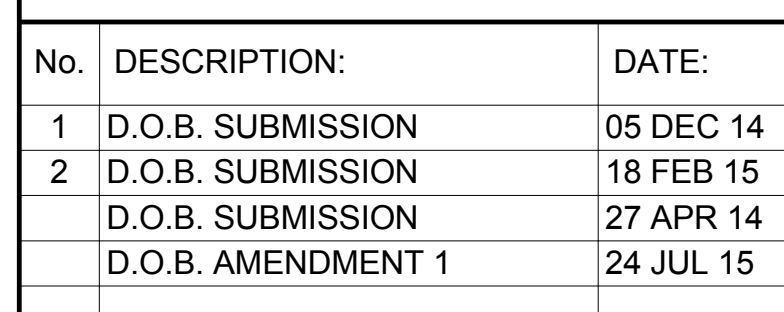 No. DESCRIPTION: DATE:
1 D.O.B. SUBMISSION 05 DEC 14
2 D.O.B. SUBMISSION 18 FEB 15
D.O.B. SUBMISSION 27 APR 14
D.O.B. AMENDMENT 1 24 JUL 15